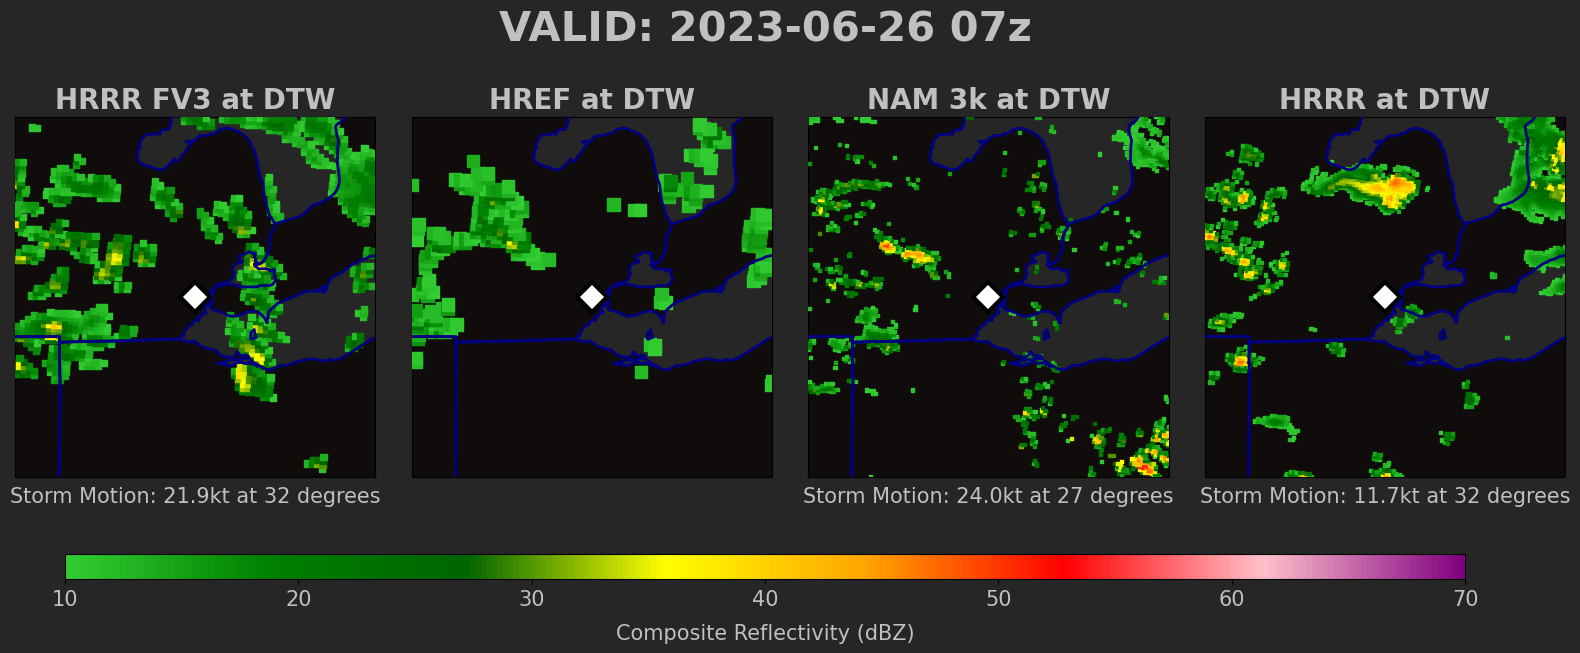 VALID: 2023-06-26 07z
HRRR FV3 at DTW
HREF at DTW
NAM 3k at DTW
HRRR at DTW
Storm Motion: 21.9kt at 32 degrees
Storm Motion: 24.0kt at 27 degrees
Storm Motion: 11.7kt at 32 degrees
10 20 30 40 50 60 70
Composite Reflectivity (dBZ)